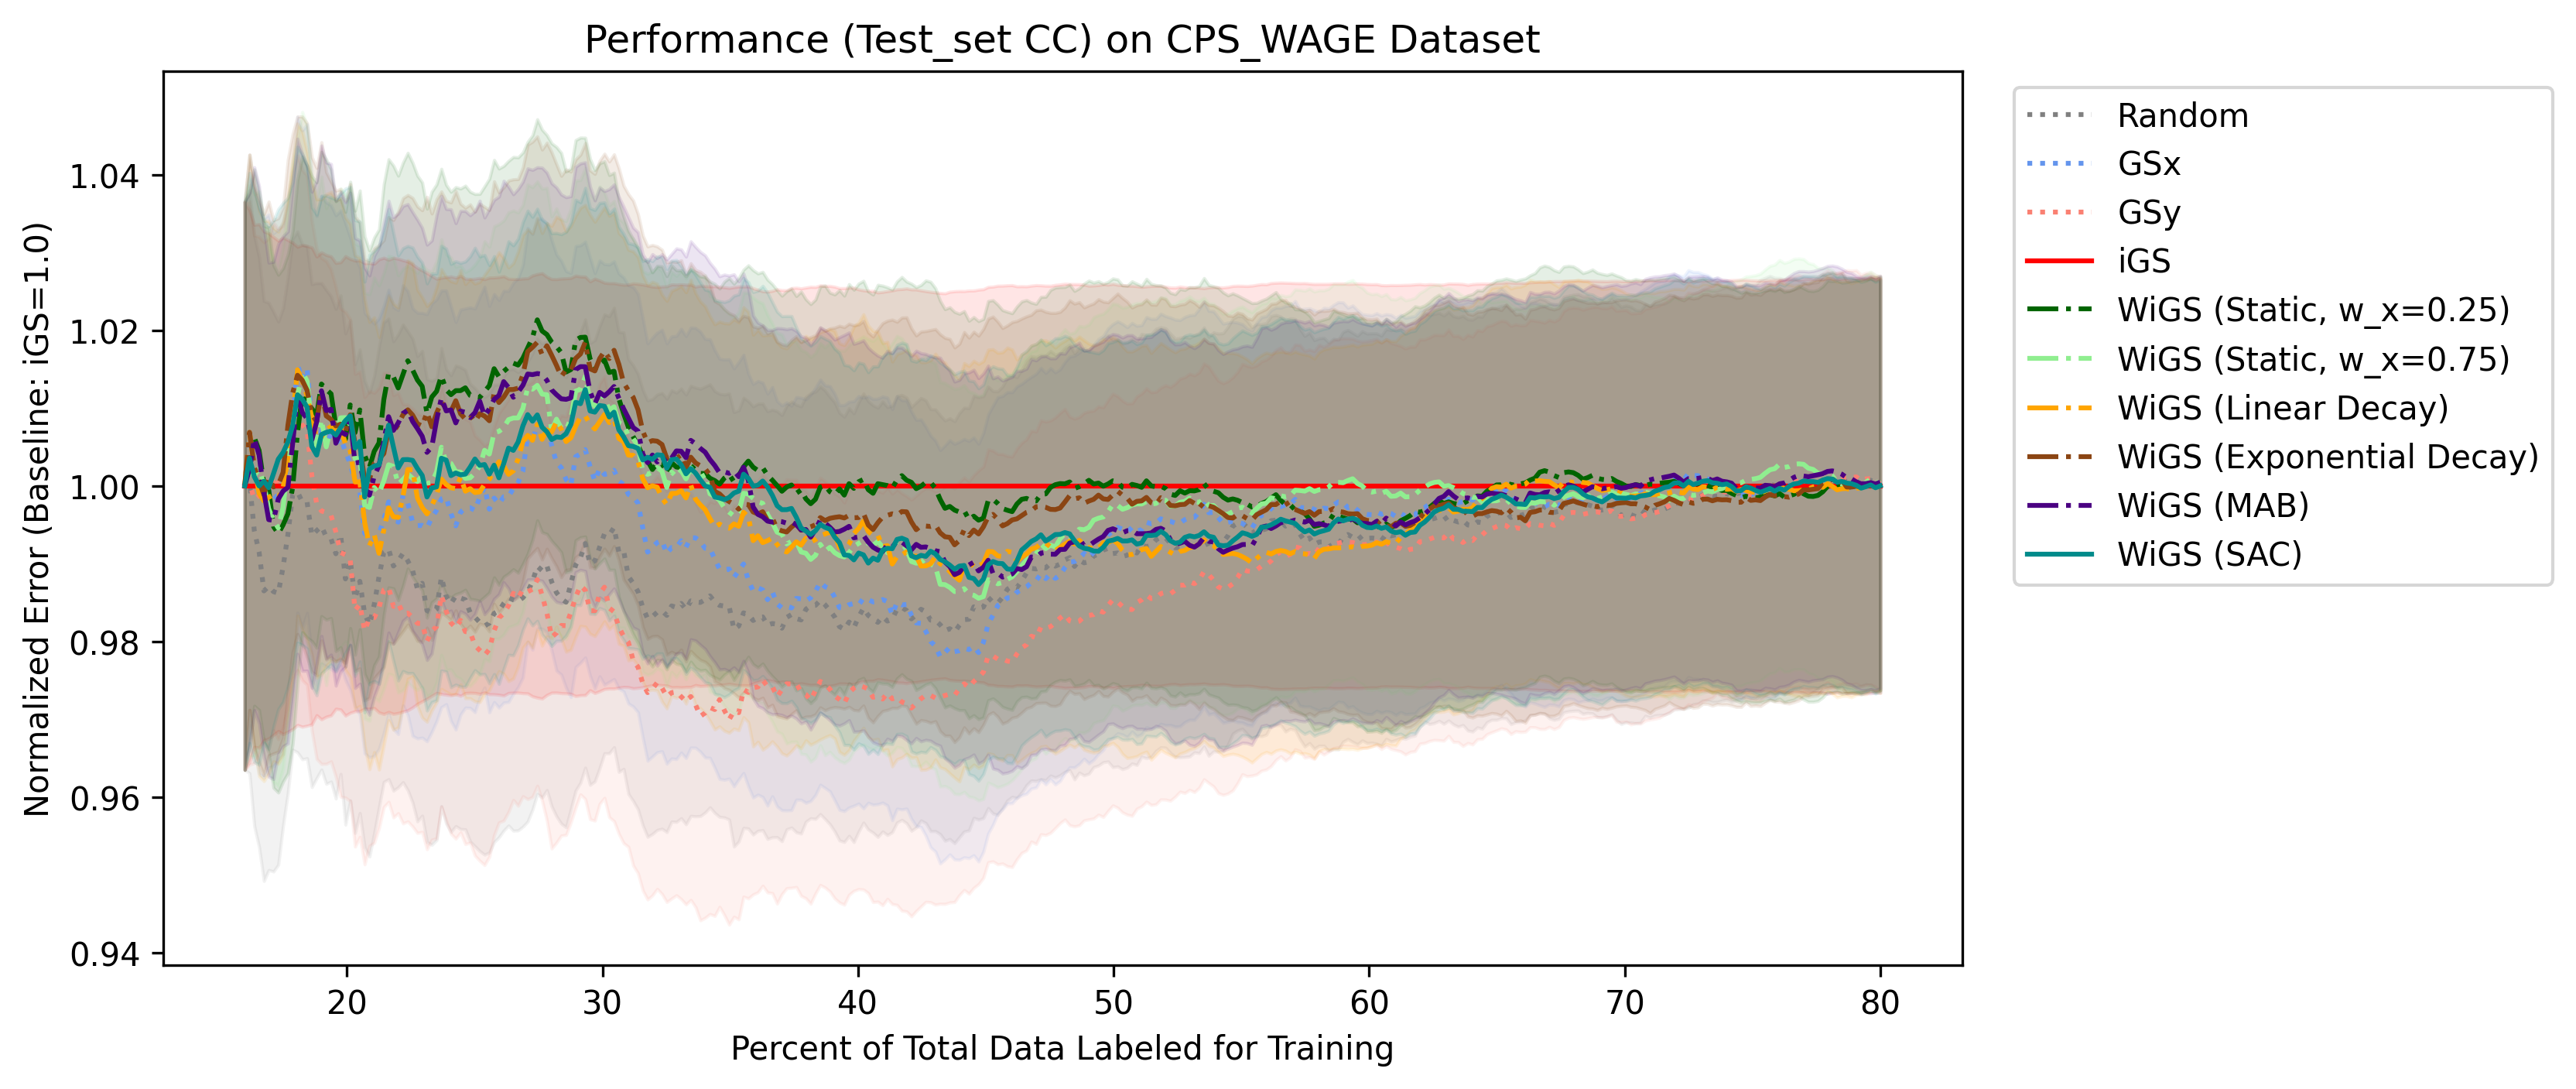 Performance (Test_set CC) on CPS_WAGE Dataset
Normalized Error (Baseline: iGS=1.0)
1.04
1.02
1.00
0.98
0.96
0.94
20 30 40 50 60 70 80
Percent of Total Data Labeled for Training
Random
GSx
GSy
iGS
WiGS (Static, w_x=0.25)
WiGS (Static, w_x=0.75)
WiGS (Linear Decay)
WiGS (Exponential Decay)
WiGS (MAB)
WiGS (SAC)